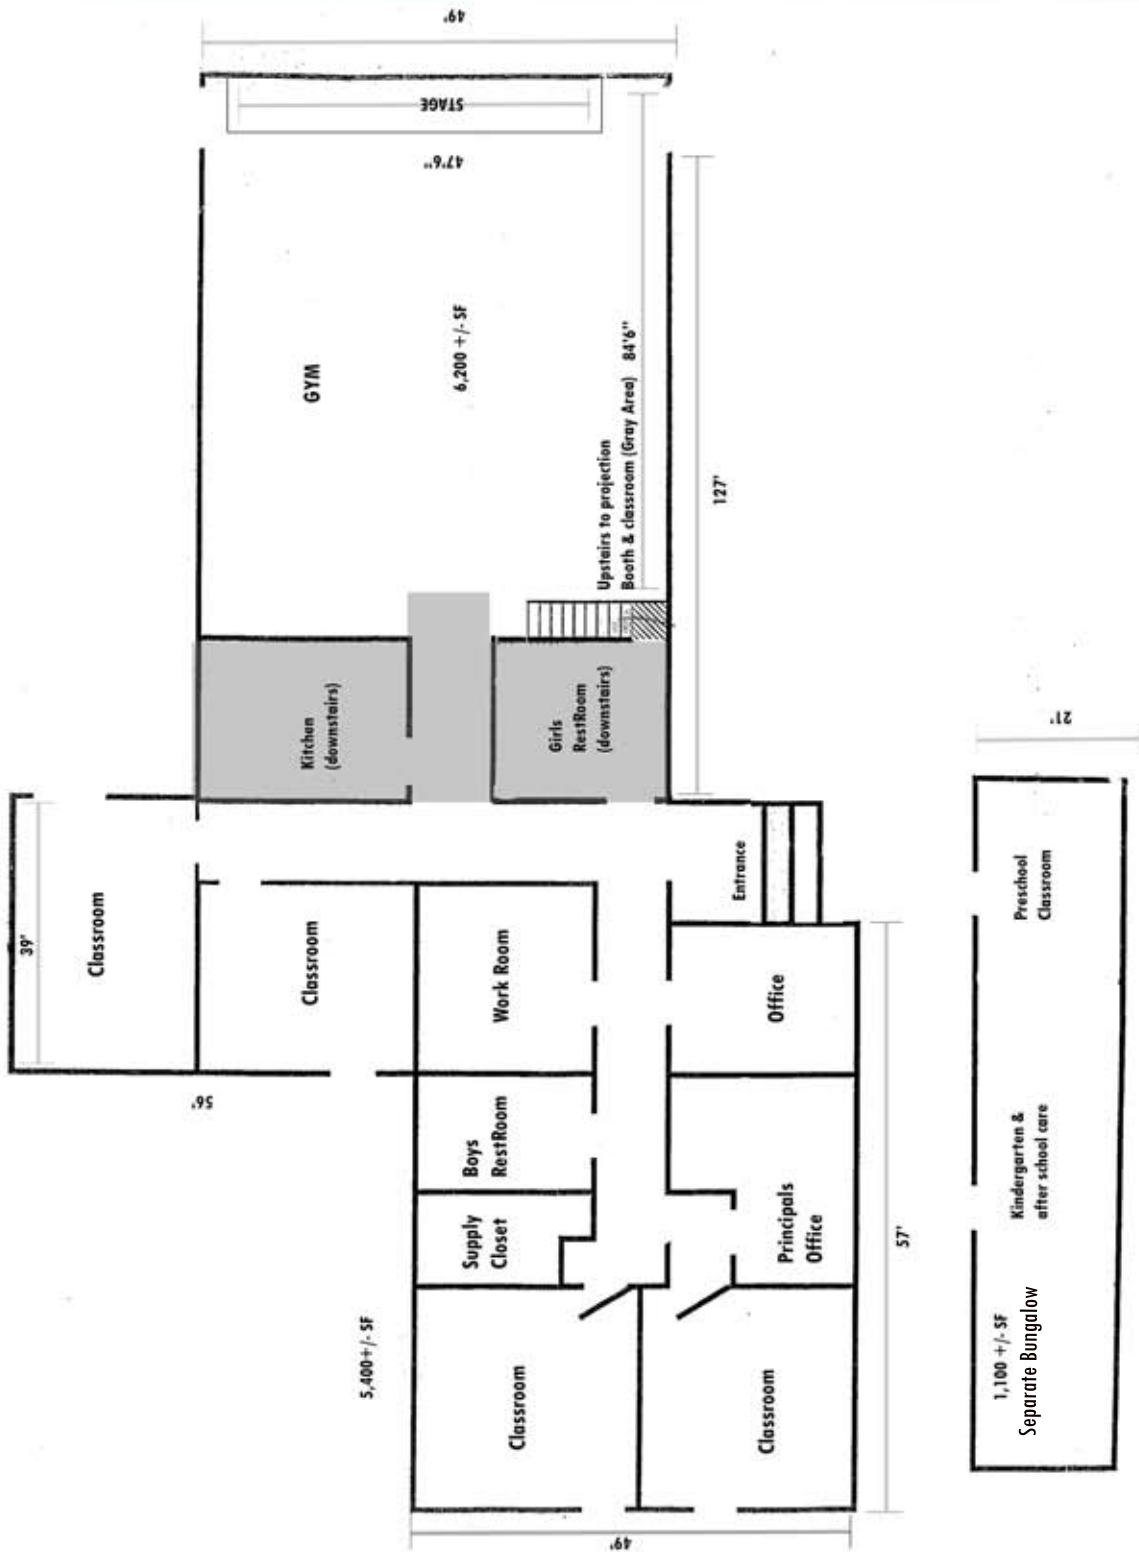 49'
STAGE
47'6"
GYM
6,200 +/- SF
Upstairs to projection
Booth & classroom (Gray Area) 84'6"
127'
Kitchen
(downstairs)
Girls
RestRoom
(downstairs)
39'
Classroom
Classroom
Work Room
Entrance
Office
56'
Boys
RestRoom
Supply
Closet
Principals
Office
57'
5,400+/- SF
Classroom
Classroom
49'
21'
Preschool
Classroom
Kindergarten &
after school care
1,100 +/- SF
Separate Bungalow